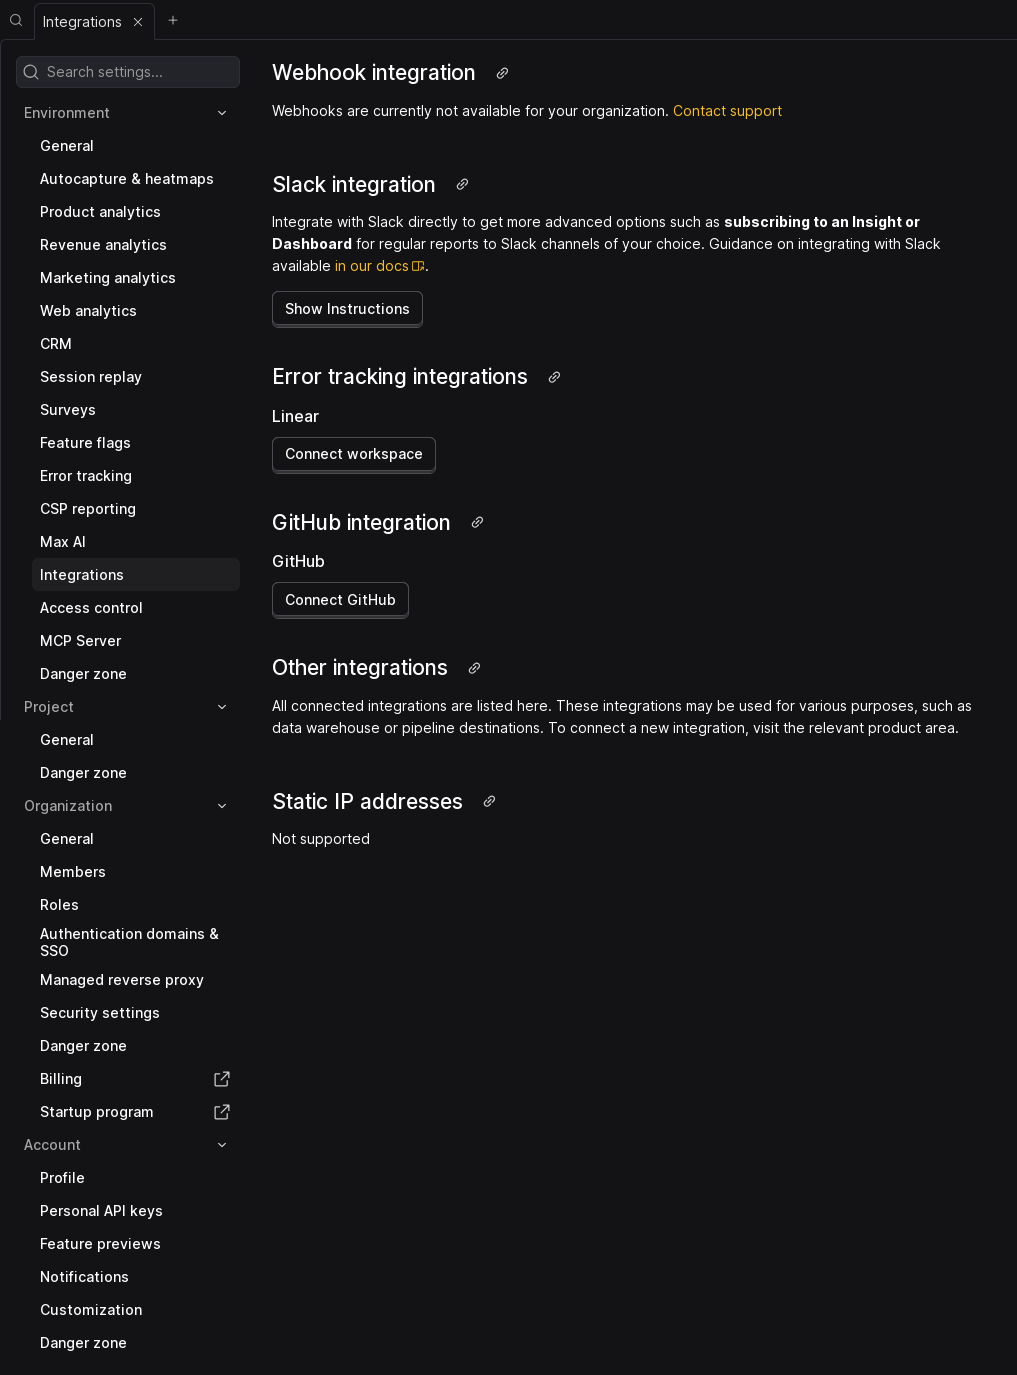 Integrations
Search settings...
Environment
General
Autocapture & heatmaps
Product analytics
Revenue analytics
Marketing analytics
Web analytics
CRM
Session replay
Surveys
Feature flags
Error tracking
CSP reporting
Max AI
Integrations
Access control
MCP Server
Danger zone
Project
General
Danger zone
Organization
General
Members
Roles
Authentication domains &
SSO
Managed reverse proxy
Security settings
Danger zone
Billing
Startup program
Account
Profile
Personal API keys
Feature previews
Notifications
Customization
Danger zone
Webhook integration
Webhooks are currently not available for your organization. Contact support
Slack integration
Integrate with Slack directly to get more advanced options such as subscribing to an Insight or
Dashboard for regular reports to Slack channels of your choice. Guidance on integrating with Slack
available in our docs.
Show Instructions
Error tracking integrations
Linear
Connect workspace
GitHub integration
GitHub
Connect GitHub
Other integrations
All connected integrations are listed here. These integrations may be used for various purposes, such as
data warehouse or pipeline destinations. To connect a new integration, visit the relevant product area.
Static IP addresses
Not supported